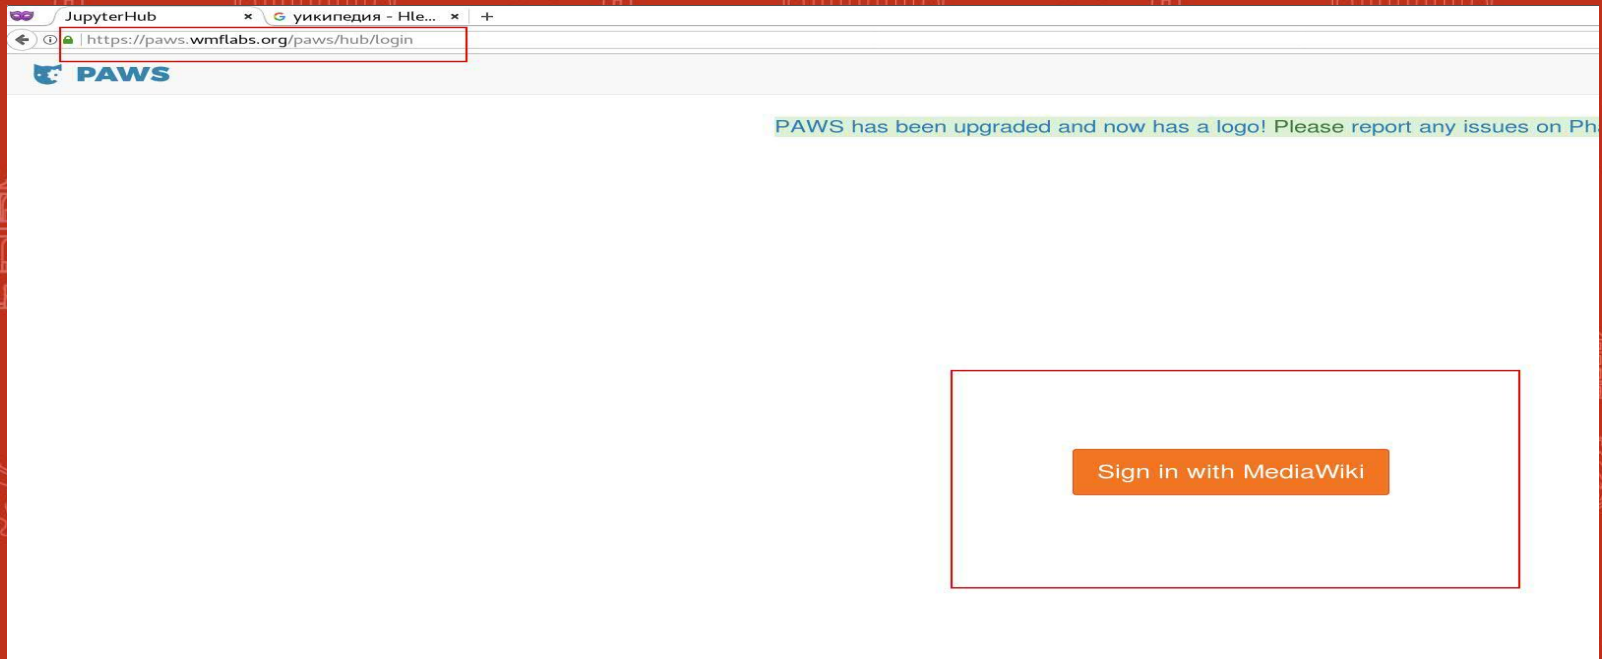 JupyterHub × уикипедия - Hle... × +
https://paws.wmflabs.org/paws/hub/login
PAWS
PAWS has been upgraded and now has a logo! Please report any issues on Ph
Sign in with MediaWiki